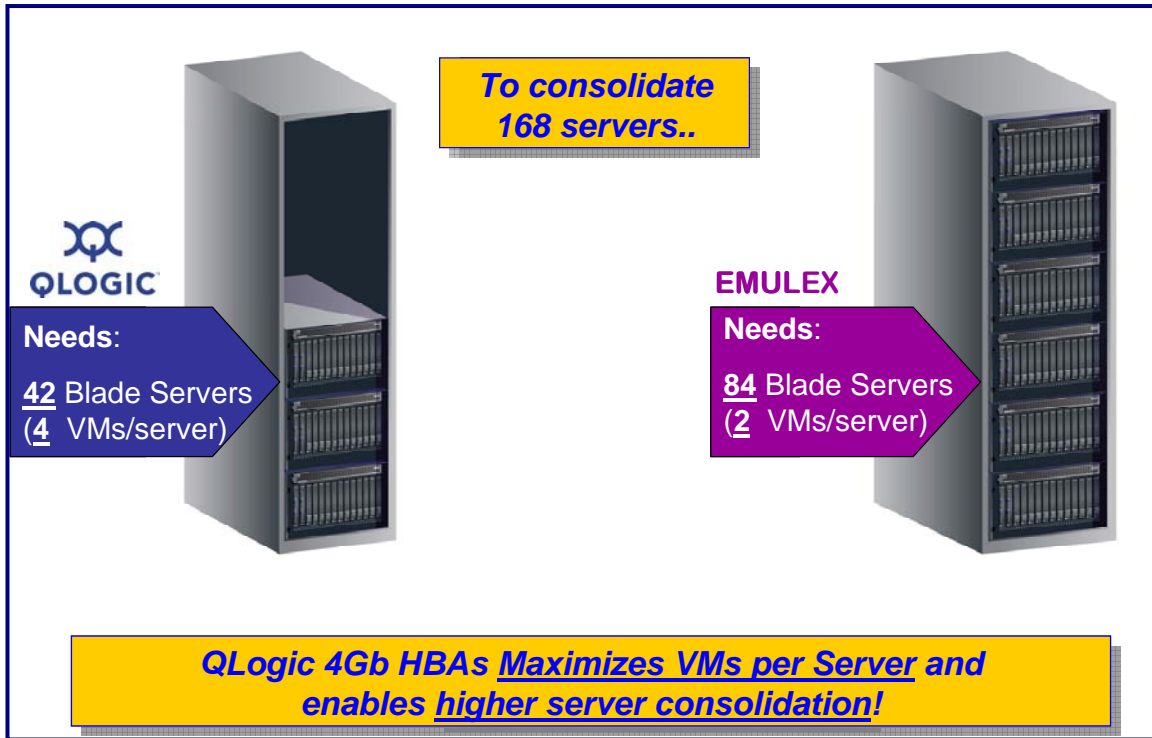 To consolidate
168 servers..
QLOGIC
Needs:
42 Blade Servers
(4 VMs/server)
EMULEX
Needs:
84 Blade Servers
(2 VMs/server)
QLogic 4Gb HBAs Maximizes VMs per Server and
enables higher server consolidation!